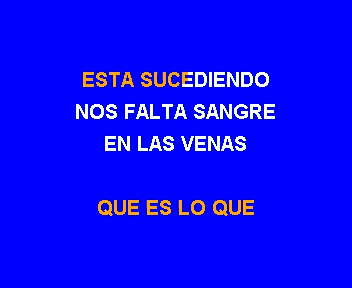 ESTA SUCEDIENDO
NOS FALTA SANGRE
EN LAS VENAS
QUE ES LO QUE